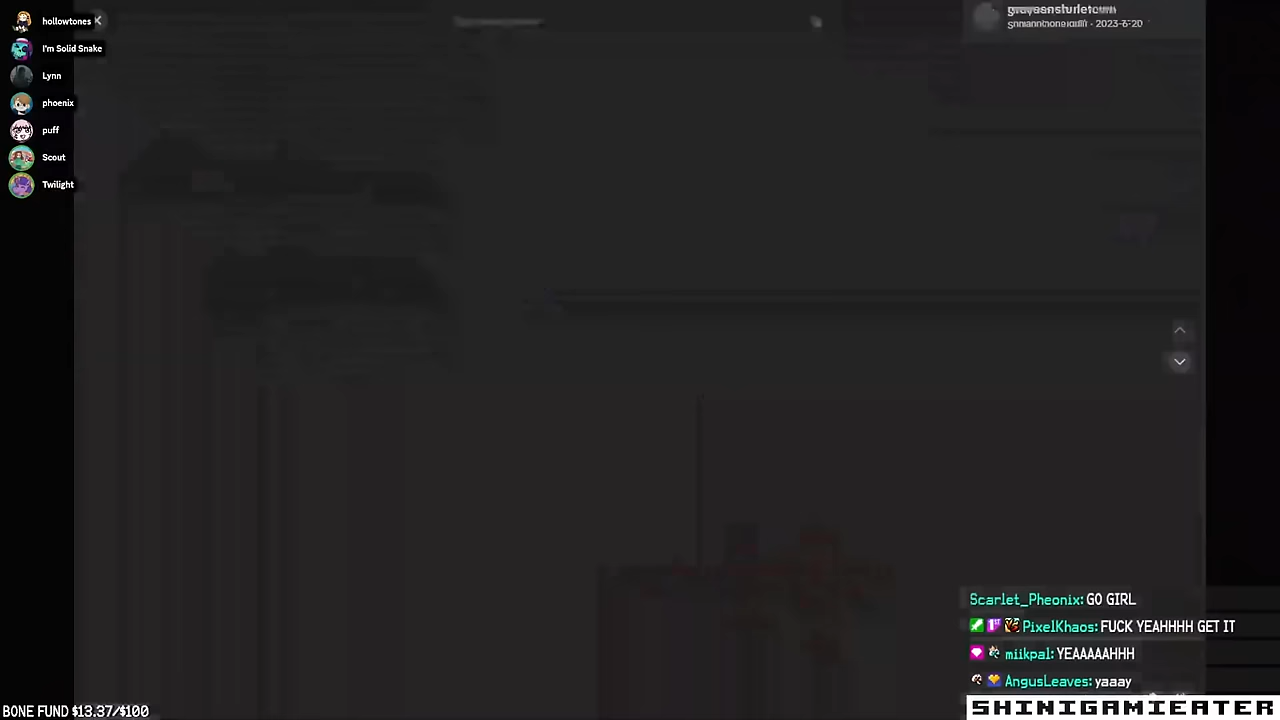 hollowtones
I'm Solid Snake
Lynn
phoenix
puff
Scout
Twilight
Scarlet_Pheonix: GO GIRL
PixelKhaos: FUCK YEAHHHH GET IT
miikpal: YEAAAAAHHH
AngusLeaves: yaaay
SHINIGAMIEATER
BONE FUND $13.37/$100